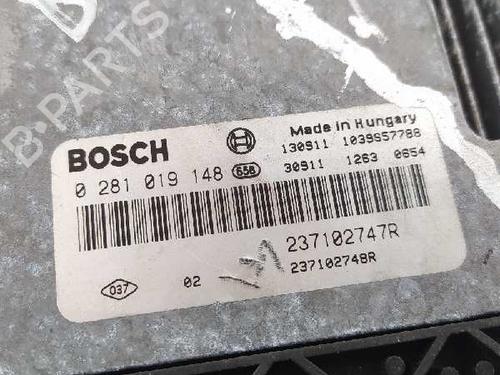 B-PARTS
Made in Hungary
BOSCH
130911 1039S57788
0 281 019 148 658
30911 1263 0654
237102747R
037 02
237102748R